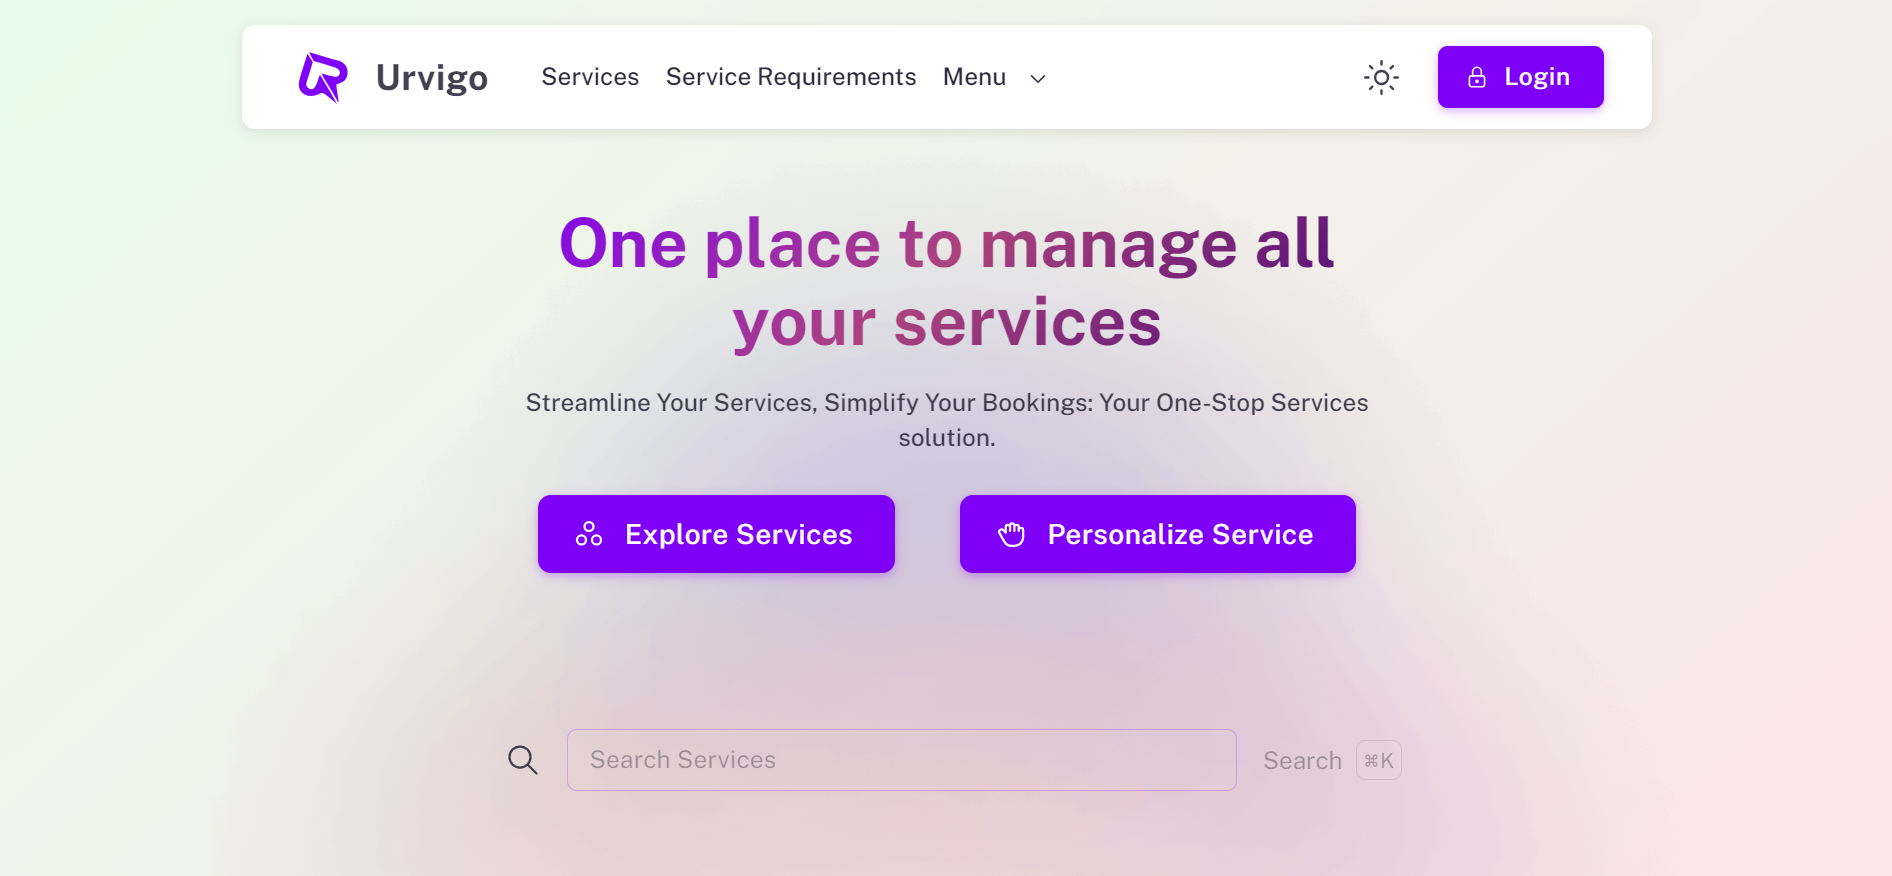 Urvigo Services Service Requirements Menu Login
One place to manage all
your services
Streamline Your Services, Simplify Your Bookings: Your One-Stop Services
solution.
Explore Services Personalize Service
Search Services Search ⌘K